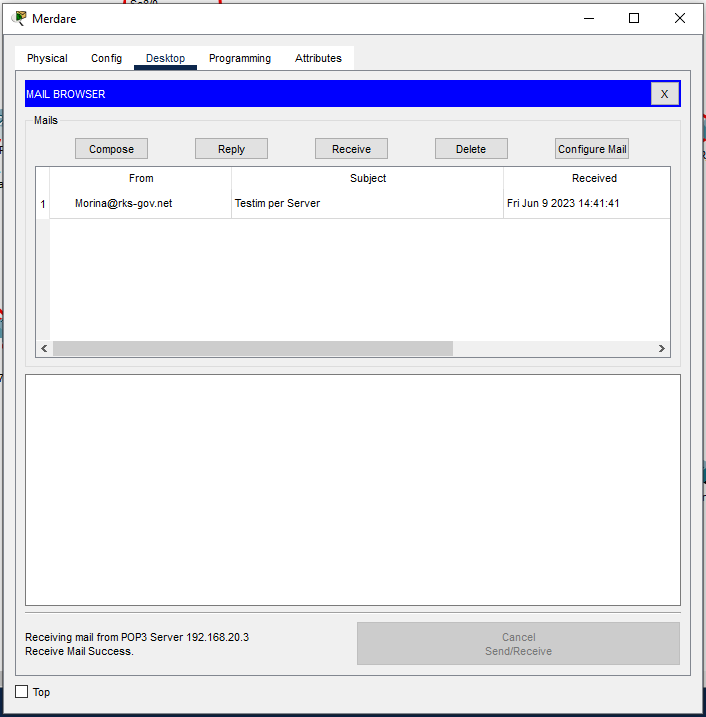 Merdare
Physical Config Desktop Programming Attributes
MAIL BROWSER X
Mails
Compose Reply Receive Delete Configure Mail
From Subject Received
1 Morina@rks-gov.net Testim per Server Fri Jun 9 2023 14:41:41
Receiving mail from POP3 Server 192.168.20.3
Receive Mail Success.
Cancel
Send/Receive
Top